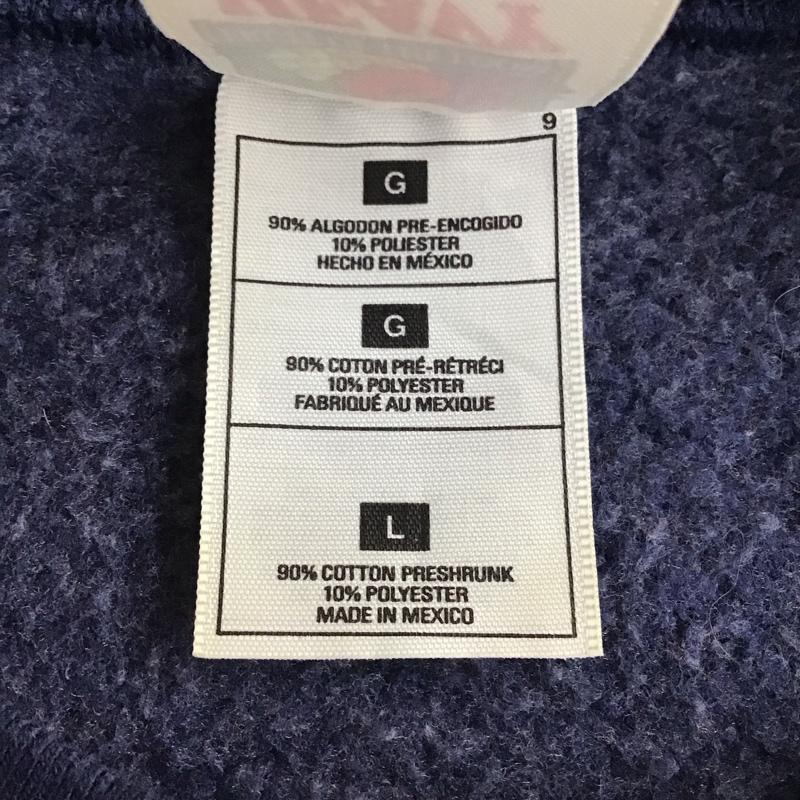 9
G
90% ALGODON PRE-ENCOGIDO
10% POLIESTER
HECHO EN MÉXICO
G
90% COTON PRÉ-RÉTRÉCI
10% POLYESTER
FABRIQUÉ AU MEXIQUE
L
90% COTTON PRESHRUNK
10% POLYESTER
MADE IN MEXICO